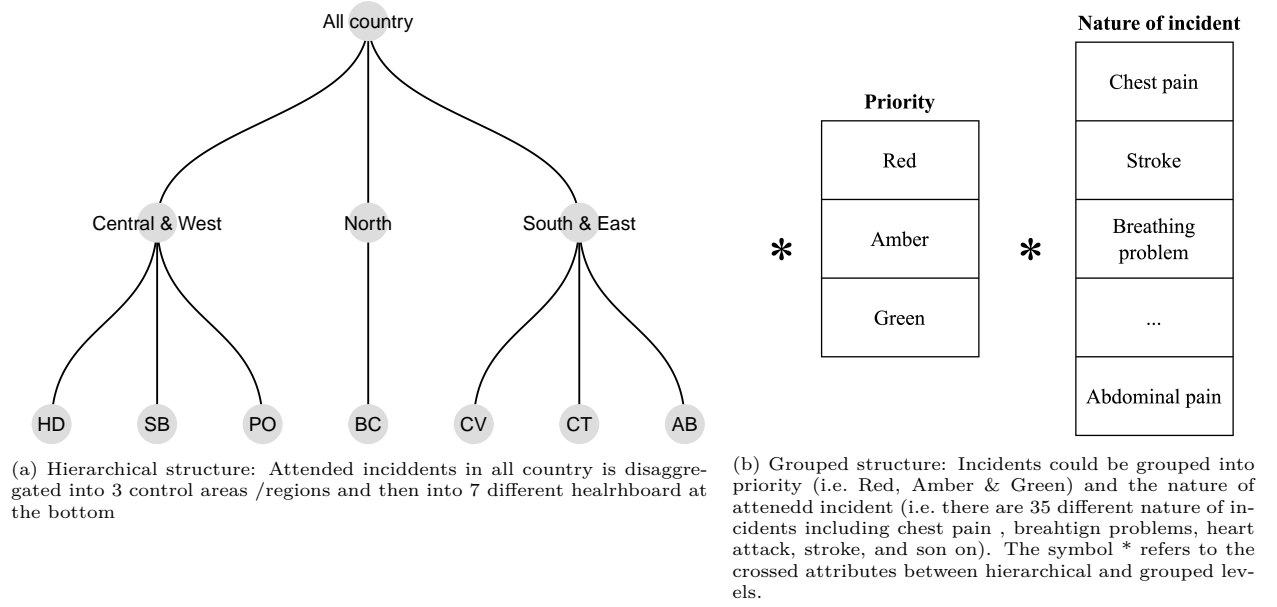 All country
Central & West
North
South & East
HD
SB
PO
BC
CV
CT
AB
(a) Hierarchical structure: Attended inciddents in all country is disaggre-
gated into 3 control areas /regions and then into 7 different healrhboard at
the bottom
*
Priority
Red
Amber
Green
*
Nature of incident
Chest pain
Stroke
Breathing
problem
...
Abdominal pain
(b) Grouped structure: Incidents could be grouped into
priority (i.e. Red, Amber & Green) and the nature of
attenedd incident (i.e. there are 35 different nature of in-
cidents including chest pain , breahtign problems, heart
attack, stroke, and son on). The symbol * refers to the
crossed attributes between hierarchical and grouped lev-
els.